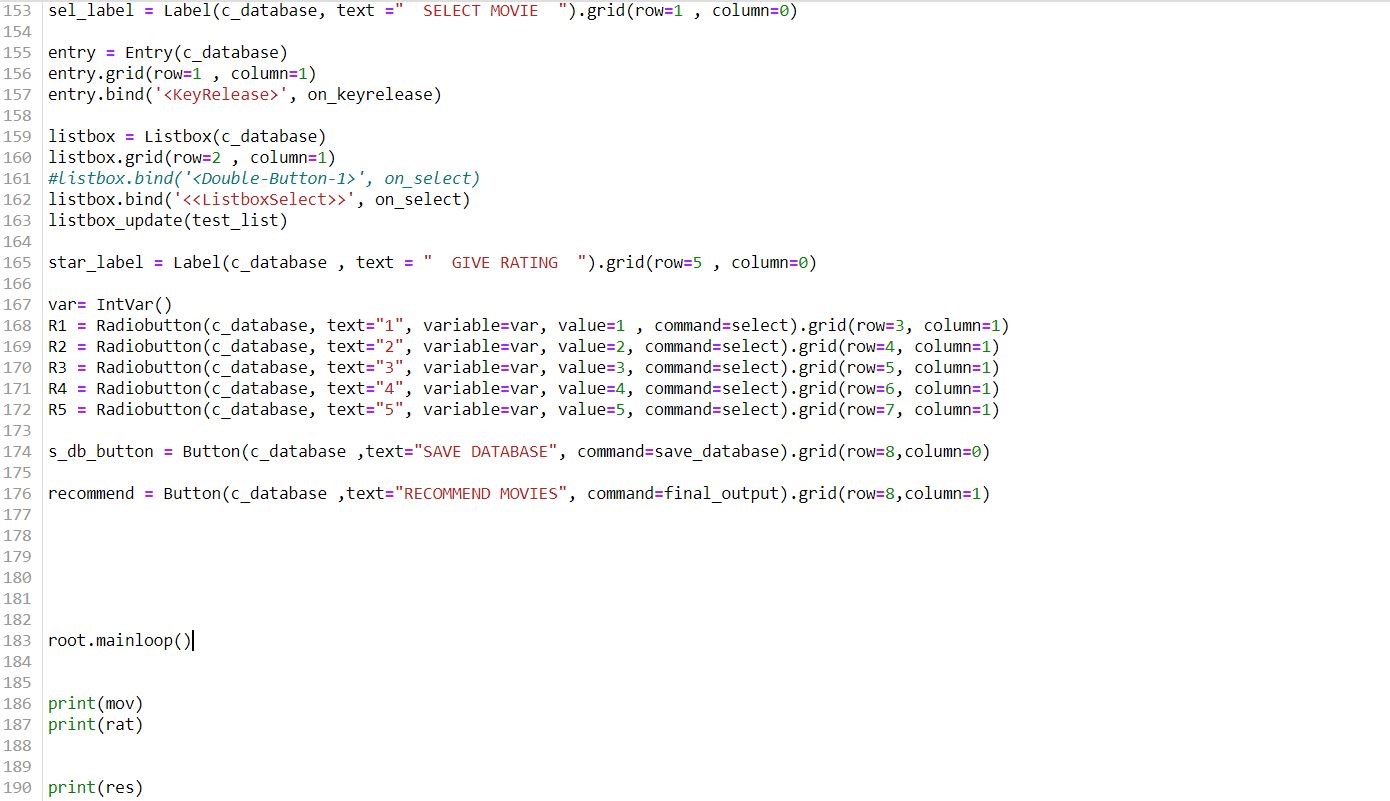 153 sel_label = Label(c_database, text ="  SELECT MOVIE  ").grid(row=1 , column=0)
154
155 entry = Entry(c_database)
156 entry.grid(row=1 , column=1)
157 entry.bind('<KeyRelease>', on_keyrelease)
158
159 listbox = Listbox(c_database)
160 listbox.grid(row=2 , column=1)
161 #listbox.bind('<Double-Button-1>', on_select)
162 listbox.bind('<<ListboxSelect>>', on_select)
163 listbox_update(test_list)
164
165 star_label = Label(c_database , text = "  GIVE RATING  ").grid(row=5 , column=0)
166
167 var= IntVar()
168 R1 = Radiobutton(c_database, text="1", variable=var, value=1 , command=select).grid(row=3, column=1)
169 R2 = Radiobutton(c_database, text="2", variable=var, value=2, command=select).grid(row=4, column=1)
170 R3 = Radiobutton(c_database, text="3", variable=var, value=3, command=select).grid(row=5, column=1)
171 R4 = Radiobutton(c_database, text="4", variable=var, value=4, command=select).grid(row=6, column=1)
172 R5 = Radiobutton(c_database, text="5", variable=var, value=5, command=select).grid(row=7, column=1)
173
174 s_db_button = Button(c_database ,text="SAVE DATABASE", command=save_database).grid(row=8,column=0)
175
176 recommend = Button(c_database ,text="RECOMMEND MOVIES", command=final_output).grid(row=8,column=1)
177
178
179
180
181
182
183 root.mainloop()
184
185
186 print(mov)
187 print(rat)
188
189
190 print(res)